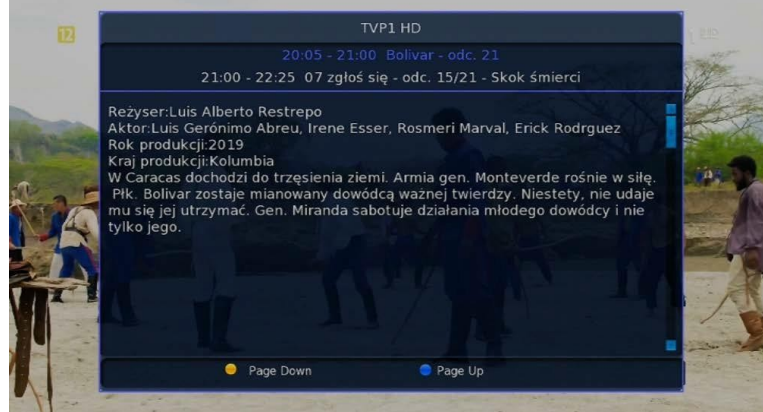 TVP1 HD
12
20:05 - 21:00 Bolivar - odc. 21
21:00 - 22:25 07 zgłoś się - odc. 15/21 - Skok śmierci
Reżyser:Luis Alberto Restrepo
Aktor:Luis Gerónimo Abreu, Irene Esser, Rosmeri Marval, Erick Rodrguez
Rok produkcji:2019
Kraj produkcji:Kolumbia
W Caracas dochodzi do trzęsienia ziemi. Armia gen. Monteverde rośnie w siłę.
Płk. Bolivar zostaje mianowany dowódcą ważnej twierdzy. Niestety, nie udaje
mu się jej utrzymać. Gen. Miranda sabotuje działania młodego dowódcy i nie
tylko jego.
Page Down
Page Up